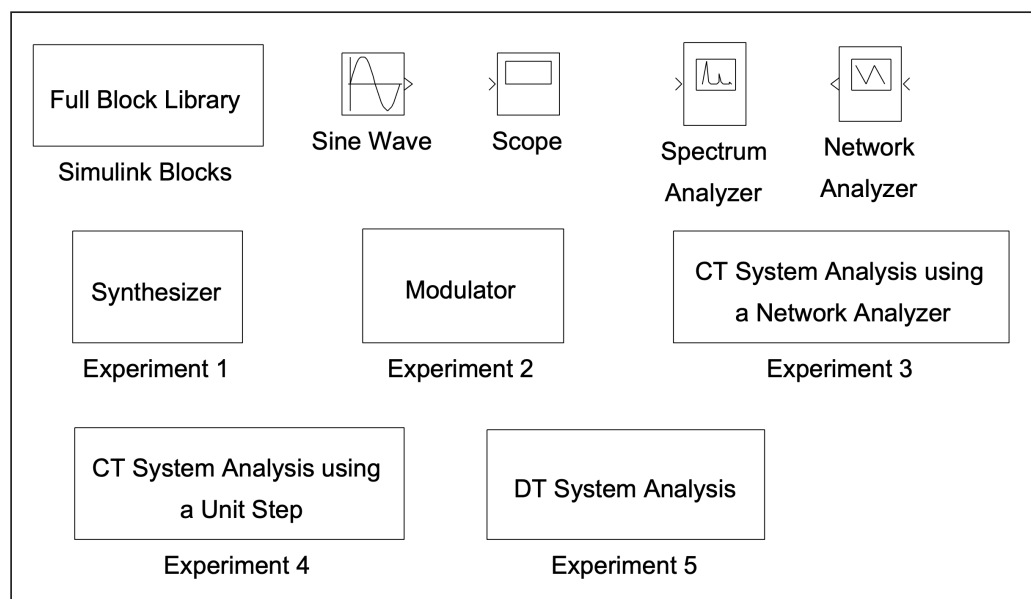 Full Block Library
Simulink Blocks
Sine Wave
Scope
Spectrum
Analyzer
Network
Analyzer
Synthesizer
Experiment 1
Modulator
Experiment 2
CT System Analysis using
a Network Analyzer
Experiment 3
CT System Analysis using
a Unit Step
Experiment 4
DT System Analysis
Experiment 5